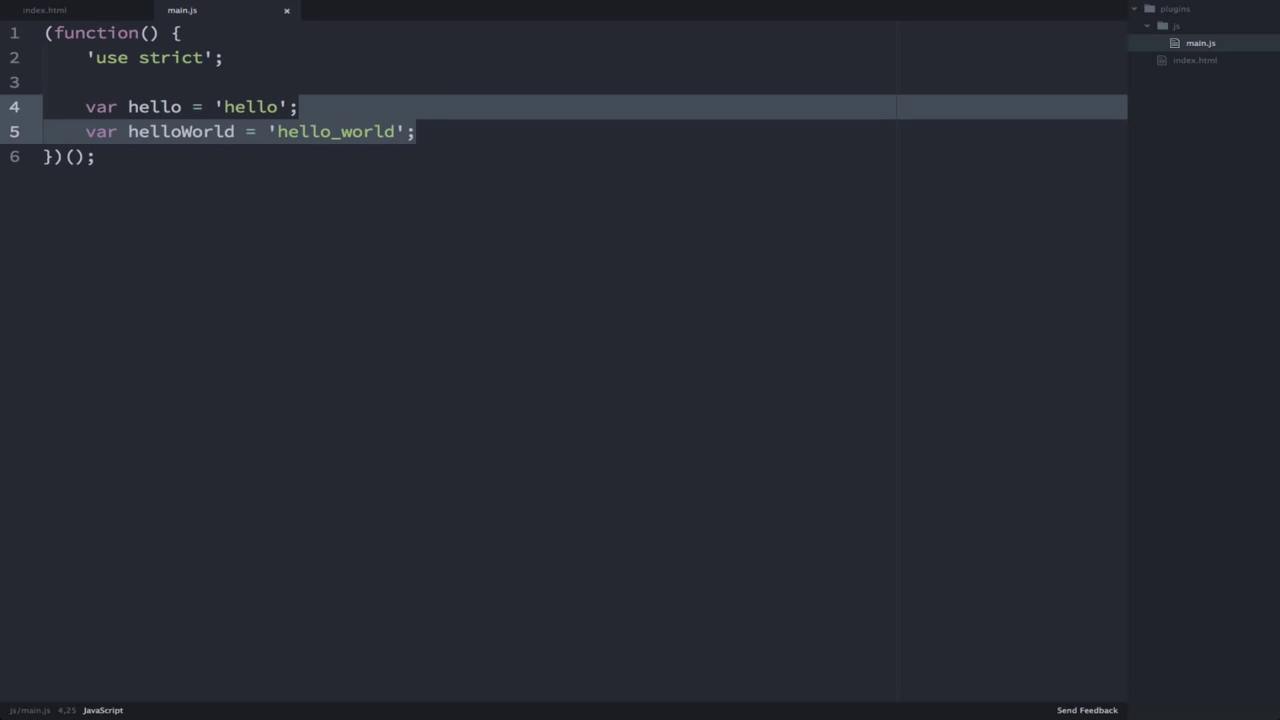 index.html
main.js ×
1 (function() {
2     'use strict';
3
4     var hello = 'hello';
5     var helloWorld = 'hello_world';
6 })();
plugins
js
main.js
index.html
js/main.js 4,25 JavaScript
Send Feedback